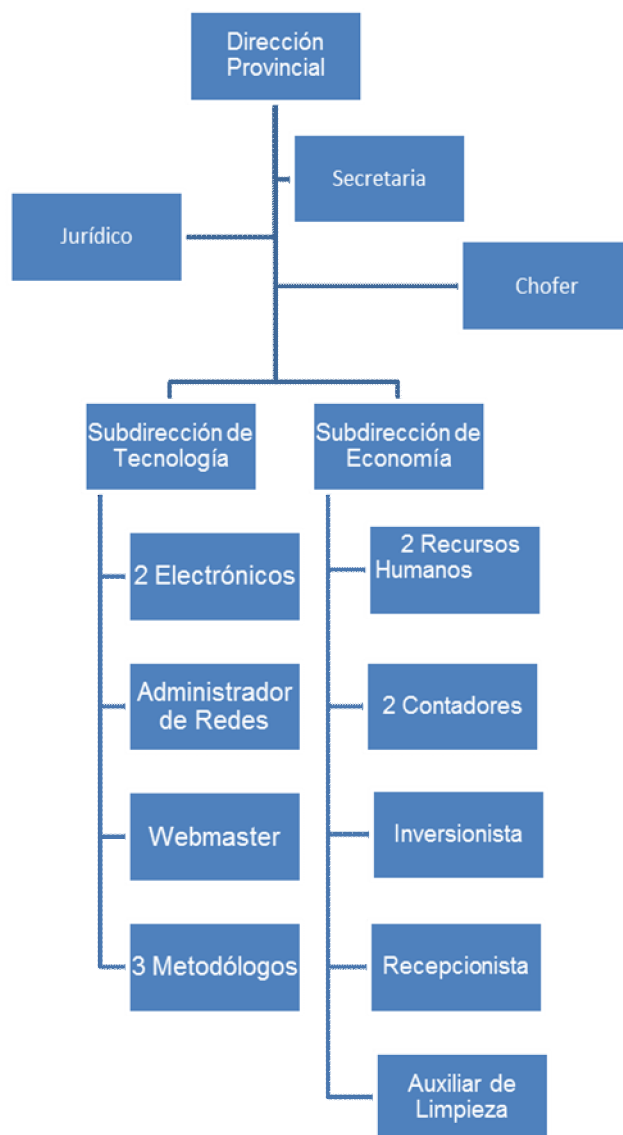 Dirección
Provincial
Secretaria
Jurídico
Chofer
Subdirección de
Tecnología
Subdirección de
Economía
2 Electrónicos
2 Recursos
Humanos
Administrador
de Redes
2 Contadores
Webmaster
Inversionista
3 Metodólogos
Recepcionista
Auxiliar de
Limpieza